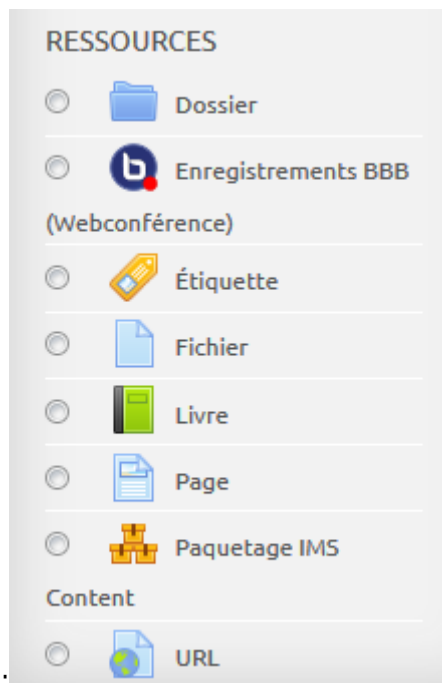 RESSOURCES
Dossier
Enregistrements BBB
(Webconférence)
Étiquette
Fichier
Livre
Page
Paquetage IMS
Content
URL